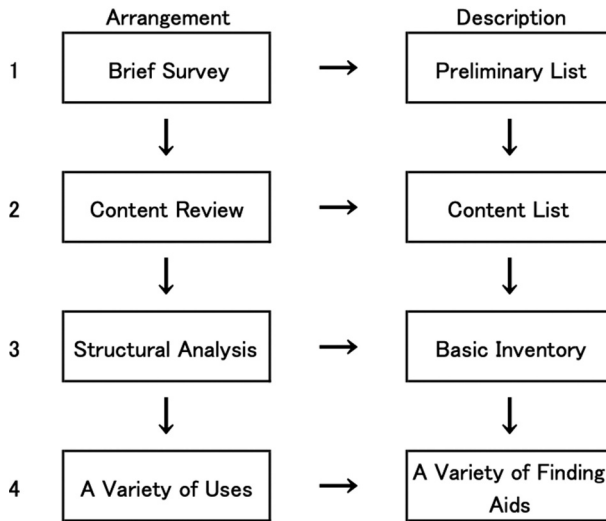 Arrangement Description
1 Brief Survey → Preliminary List
↓ ↓
2 Content Review → Content List
↓ ↓
3 Structural Analysis → Basic Inventory
↓ ↓
4 A Variety of Uses → A Variety of Finding
Aids